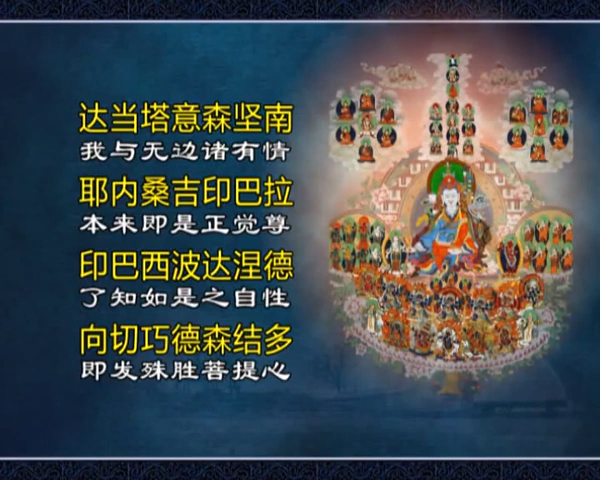 达当塔意森坚南
我与无边诸有情
耶内桑吉印巴拉
本来即是正觉尊
印巴西波达涅德
了知如是之自性
向切巧德森结多
即发殊胜菩提心